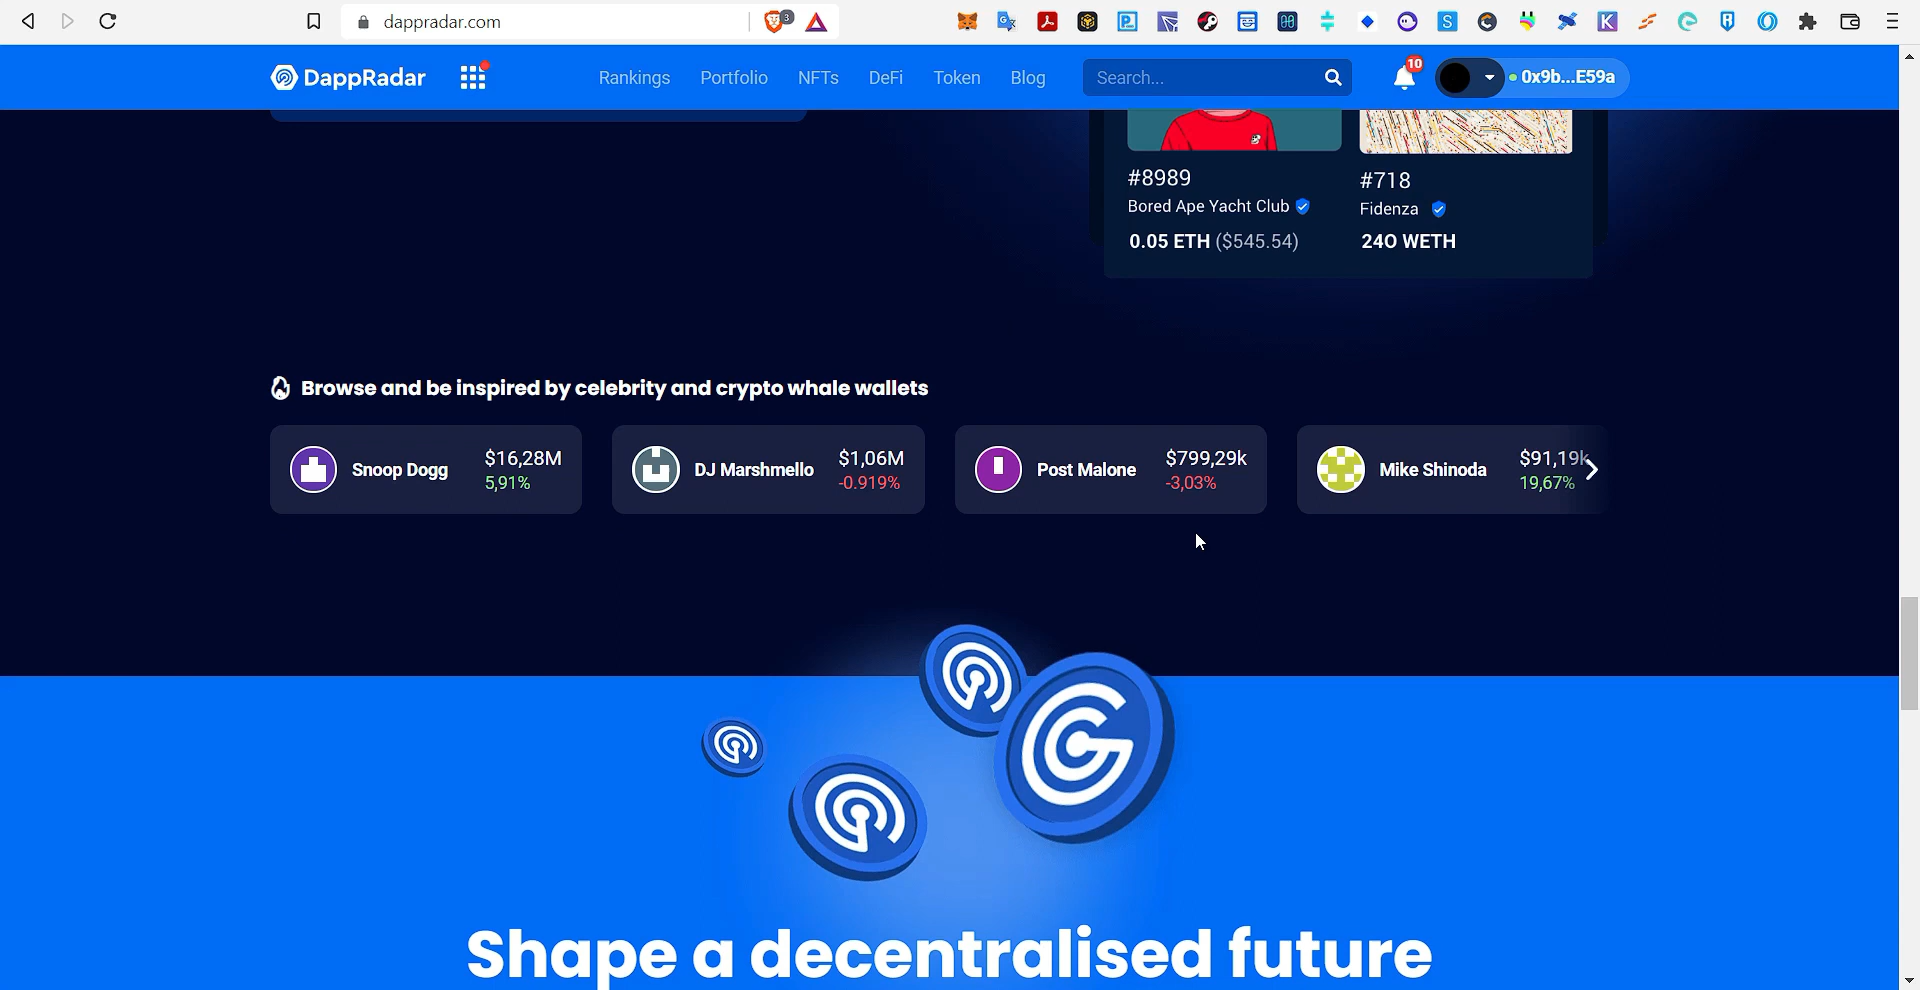 dappradar.com
3
DappRadar
Rankings
Portfolio
NFTs
DeFi
Token
Blog
Search...
10
0x9b...E59a
#8989
Bored Ape Yacht Club
0.05 ETH ($545.54)
#718
Fidenza
24O WETH
Browse and be inspired by celebrity and crypto whale wallets
Snoop Dogg
$16,28M
5,91%
DJ Marshmello
$1,06M
-0.919%
Post Malone
$799,29k
-3,03%
Mike Shinoda
$91,19k
19,67%
Shape a decentralised future